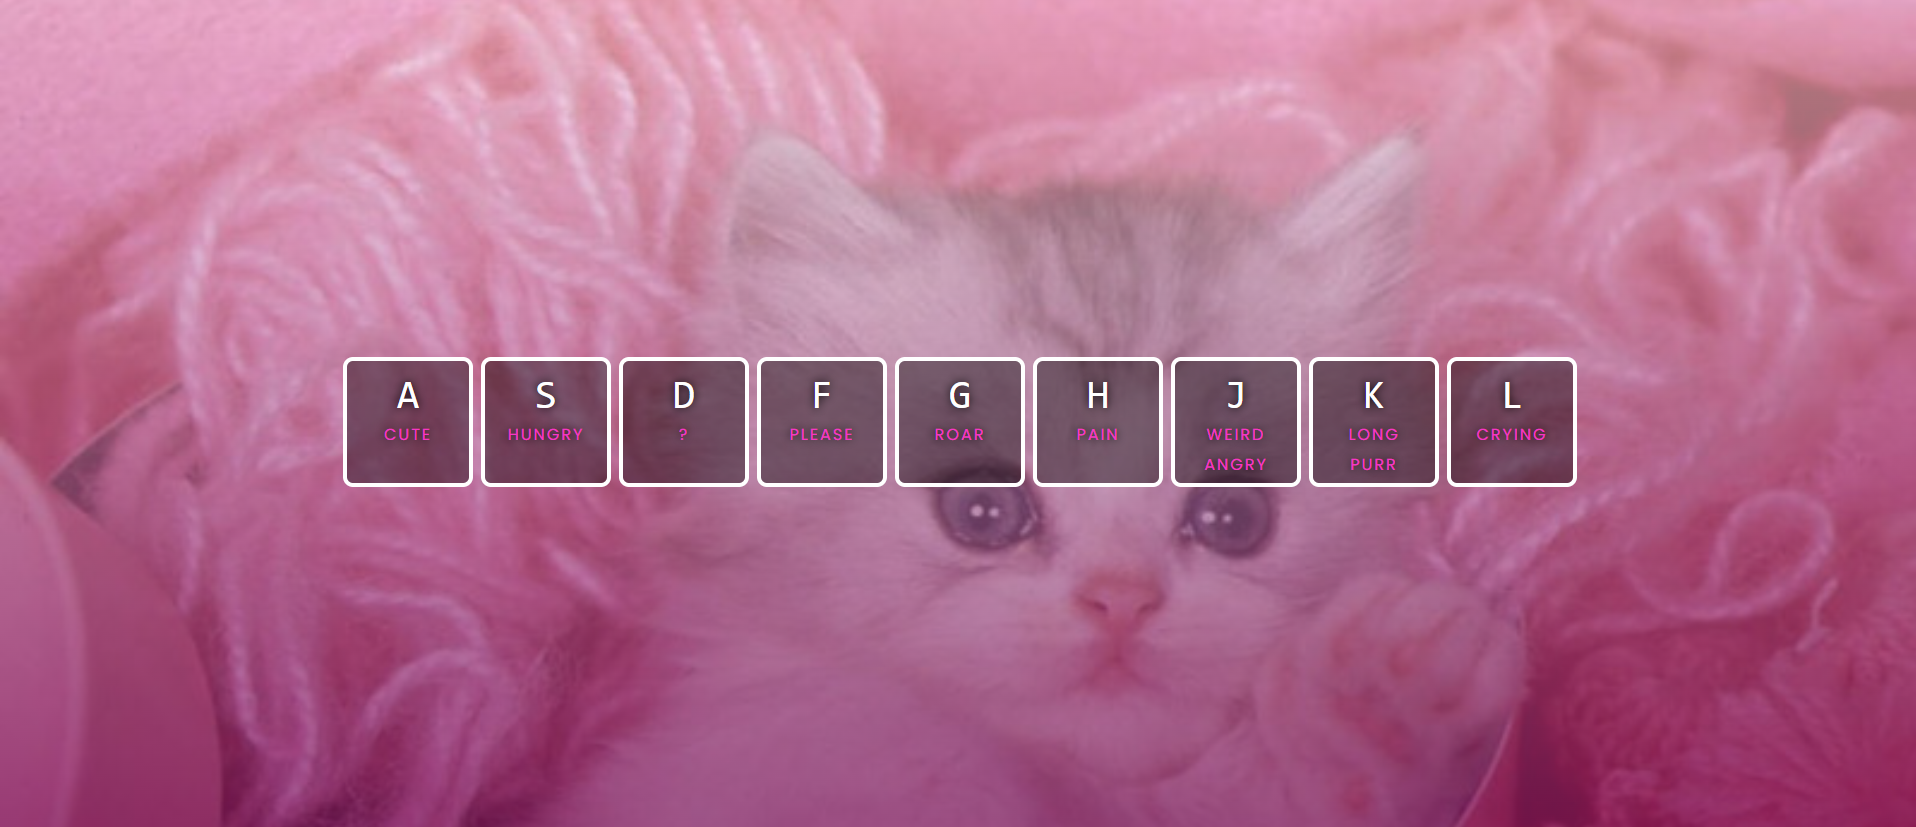 A S D F G H J K L
CUTE HUNGRY ? PLEASE ROAR PAIN WEIRD LONG CRYING
ANGRY PURR